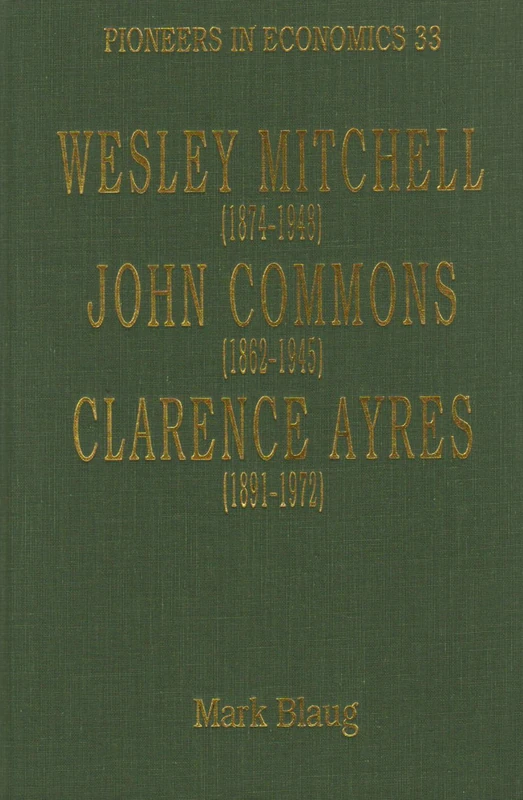 PIONEERS IN ECONOMICS 33
WESLEY MITCHELL
(1874–1948)
JOHN COMMONS
(1862–1945)
CLARENCE AYRES
(1891–1972)
Mark Blaug